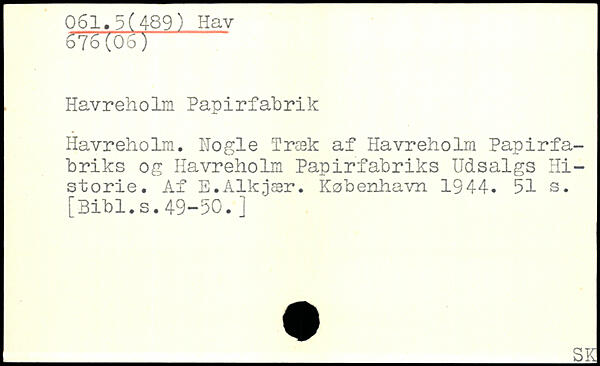 061.5(489) Hav
676(06)
Havreholm Papirfabrik
Havreholm. Nogle Træk af Havreholm Papirfa-
briks og Havreholm Papirfabriks Udsalgs Hi-
storie. Af E.Alkjær. København 1944. 51 s.
[Bibl.s.49-50.]
SK